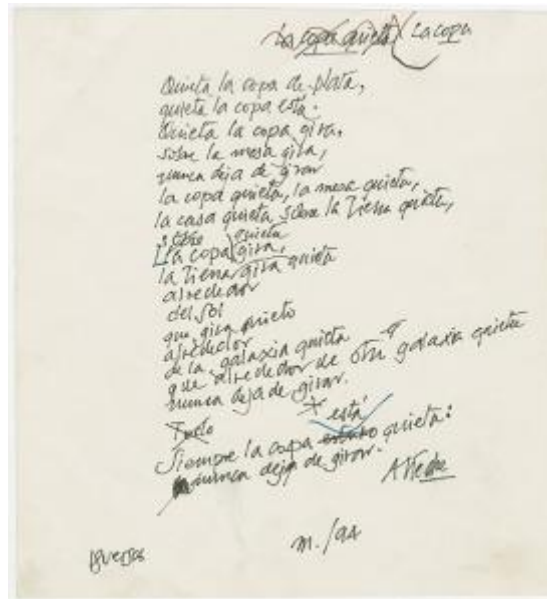 La copa quieta La copa
Quieta la copa de plata,
quieta la copa está.
Quieta la copa gira,
sobre la mesa gira,
nunca deja de girar
la copa quieta, la mesa quieta,
la casa quieta sobre la Tierra quieta,
sobre quieta
La copa gira,
la Tierra gira quieta
alrededor
del sol
que gira quieto
alrededor
de la galaxia quieta
que alrededor de otra galaxia quieta
nunca deja de girar.
Todo
está
Siempre la copa estuvo quieta:
nunca deja de girar.
m./94